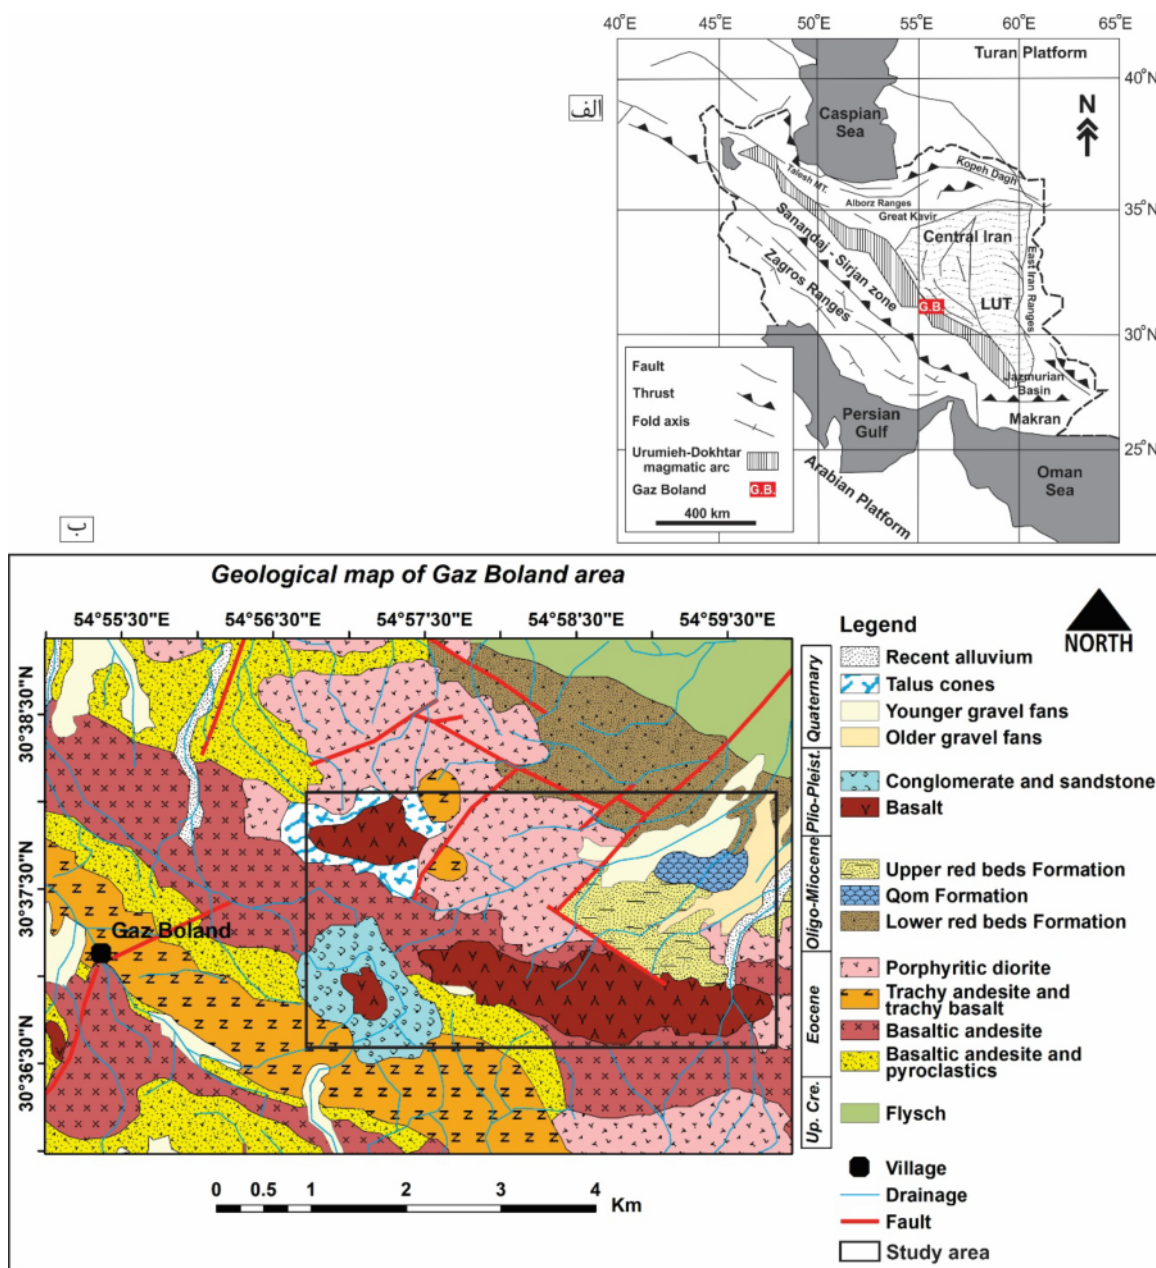 40°E 45°E 50°E 55°E 60°E 65°E
Turan Platform
40°N
الف
Caspian
Sea
N
Talesh MT.
Kopeh Dagh
Alborz Ranges
Great Kavir
35°N
Sanandaj - Sirjan zone
Central Iran
Zagros Ranges
East Iran Ranges
G.B.
LUT
30°N
Fault
Thrust
Fold axis
Urumieh-Dokhtar
magmatic arc
Gaz Boland
G.B.
400 km
Jazmurian
Basin
Makran
Persian
Gulf
25°N
Arabian Platform
Oman
Sea
ب
Geological map of Gaz Boland area
54°55'30"E 54°56'30"E 54°57'30"E 54°58'30"E 54°59'30"E
30°38'30"N
30°37'30"N
30°36'30"N
Gaz Boland
0 0.5 1 2 3 4 Km
NORTH
Legend
Quaternary
Recent alluvium
Talus cones
Younger gravel fans
Older gravel fans
Plio-Pleist.
Conglomerate and sandstone
Basalt
Oligo-Miocene
Upper red beds Formation
Qom Formation
Lower red beds Formation
Eocene
Porphyritic diorite
Trachy andesite and
trachy basalt
Basaltic andesite
Basaltic andesite and
pyroclastics
Up. Cre.
Flysch
Village
Drainage
Fault
Study area